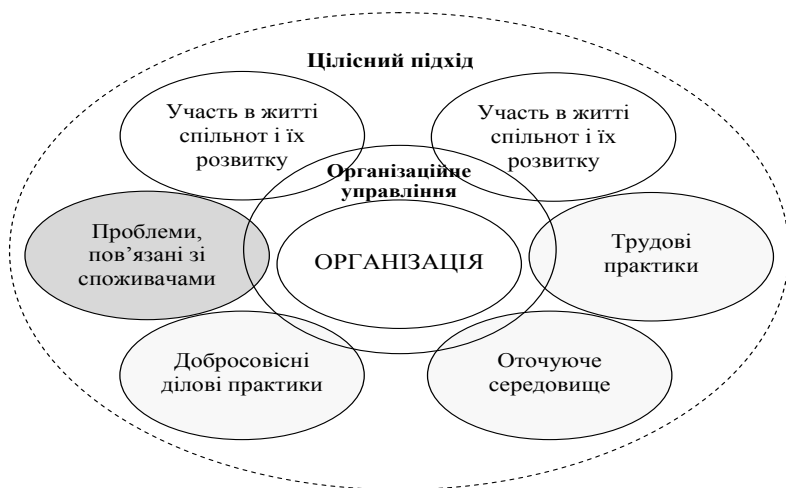 Цілісний підхід
Участь в житті
спільнот і їх
розвитку
Участь в житті
спільнот і їх
розвитку
Організаційне
управління
Проблеми,
пов’язані зі
споживачами
ОРГАНІЗАЦІЯ
Трудові
практики
Добросовісні
ділові практики
Оточуюче
середовище